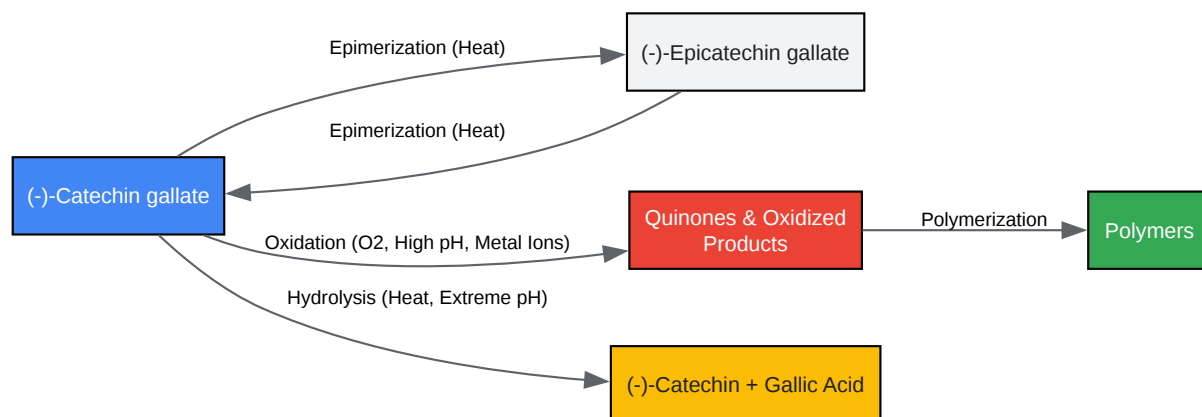 Epimerization (Heat)
(-)-Epicatechin gallate
Epimerization (Heat)
(-)-Catechin gallate
Oxidation (O2, High pH, Metal Ions)
Quinones & Oxidized
Products
Polymerization
Polymers
Hydrolysis (Heat, Extreme pH)
(-)-Catechin + Gallic Acid